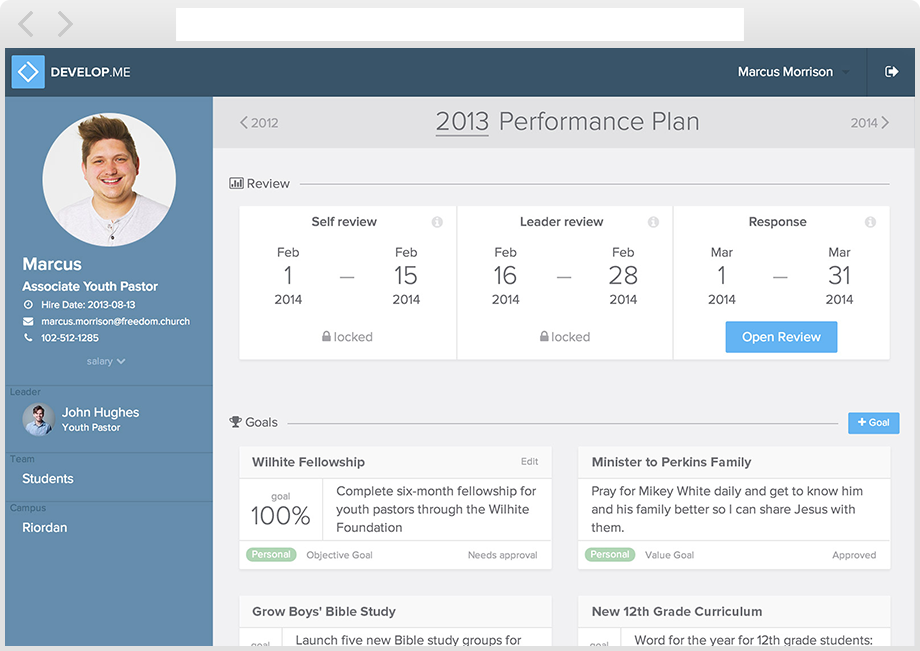 DEVELOP.ME
Marcus Morrison
Marcus
Associate Youth Pastor
Hire Date: 2013-08-13
marcus.morrison@freedom.church
102-512-1285
salary
Leader
John Hughes
Youth Pastor
Team
Students
Campus
Riordan
2012
2013 Performance Plan
2014
Review
Self review
Feb Feb
1 — 15
2014 2014
locked
Leader review
Feb Feb
16 — 28
2014 2014
locked
Response
Mar Mar
1 — 31
2014 2014
Open Review
Goals
+ Goal
Wilhite Fellowship Edit
goal
100%
Complete six-month fellowship for
youth pastors through the Wilhite
Foundation
Personal Objective Goal Needs approval
Minister to Perkins Family
Pray for Mikey White daily and get to know him
and his family better so I can share Jesus with
them.
Personal Value Goal Approved
Grow Boys' Bible Study
goal
Launch five new Bible study groups for
New 12th Grade Curriculum
goal
Word for the year for 12th grade students: